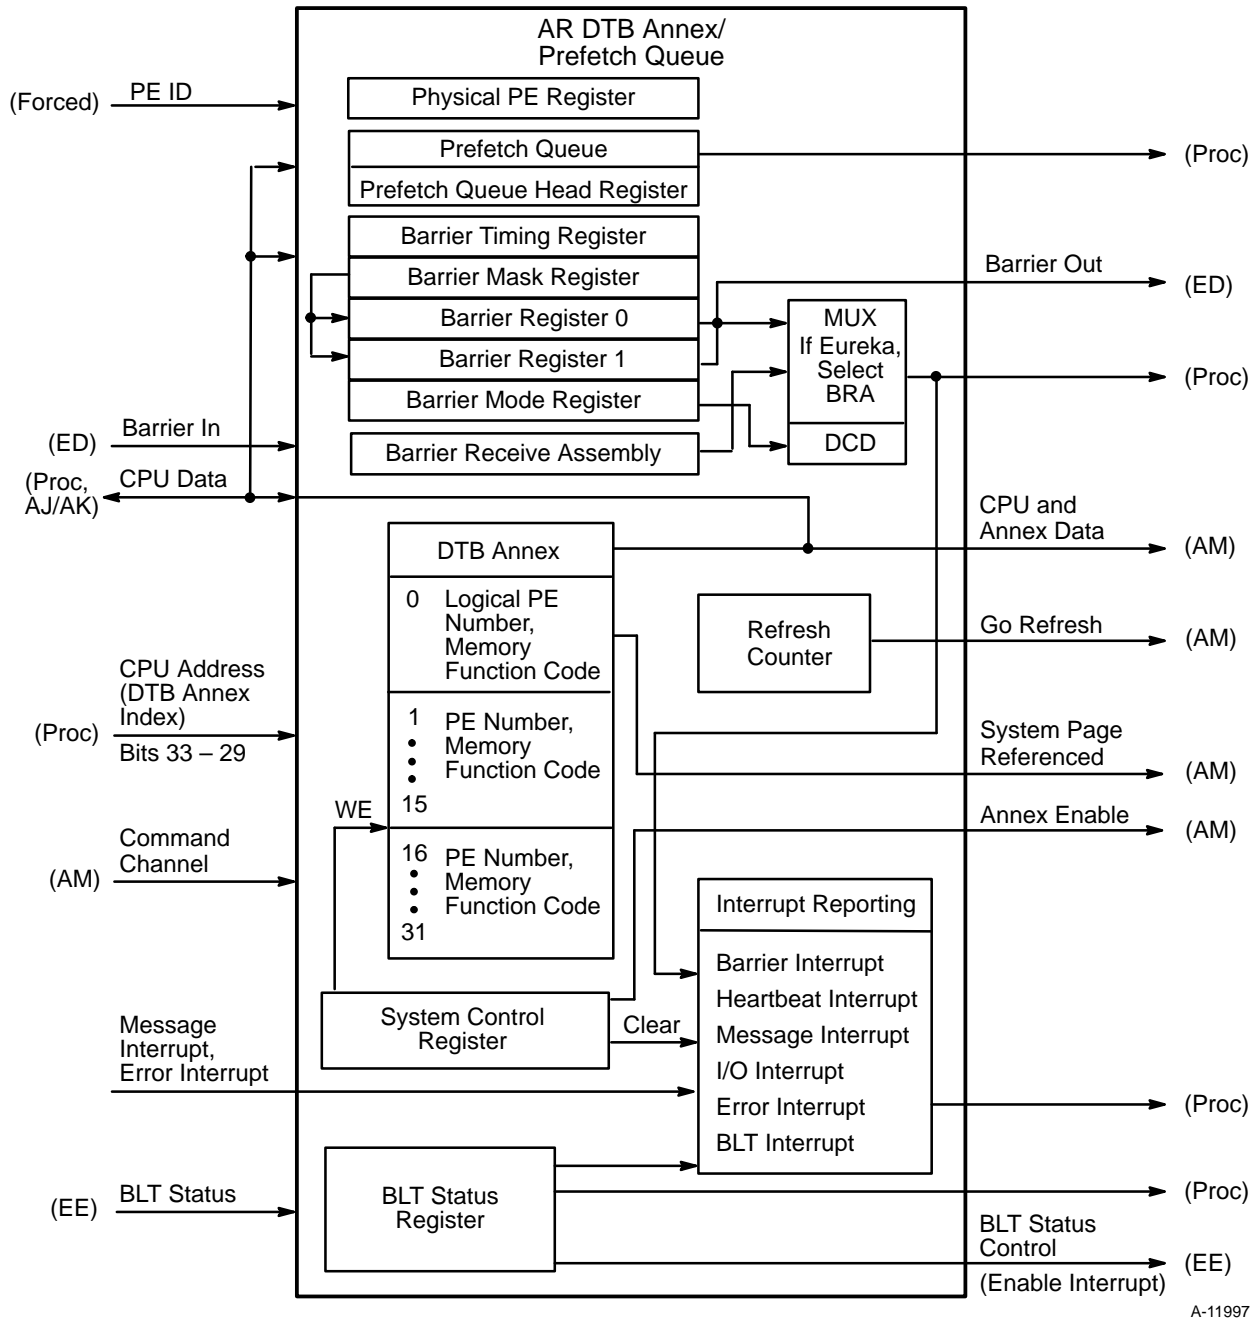 AR DTB Annex/
Prefetch Queue
(Forced)
PE ID
Physical PE Register
Prefetch Queue
(Proc)
Prefetch Queue Head Register
Barrier Timing Register
Barrier Mask Register
Barrier Out
(ED)
Barrier Register 0
MUX
If Eureka,
Select
BRA
Barrier Register 1
(Proc)
Barrier Mode Register
DCD
Barrier In
(ED)
Barrier Receive Assembly
(Proc,
AJ/AK)
CPU Data
CPU and
Annex Data
(AM)
DTB Annex
0 Logical PE
Number,
Memory
Function Code
Refresh
Counter
Go Refresh
(AM)
CPU Address
(DTB Annex
Index)
(Proc)
Bits 33 – 29
1 PE Number,
Memory
Function Code
15
System Page
Referenced
(AM)
WE
Annex Enable
(AM)
Command
Channel
(AM)
16 PE Number,
Memory
Function Code
31
Interrupt Reporting
Barrier Interrupt
Heartbeat Interrupt
Message Interrupt
I/O Interrupt
Error Interrupt
BLT Interrupt
(Proc)
System Control
Register
Clear
Message
Interrupt,
Error Interrupt
BLT Status
Register
(EE)
BLT Status
(Proc)
BLT Status
Control
(Enable Interrupt)
(EE)
A-11997